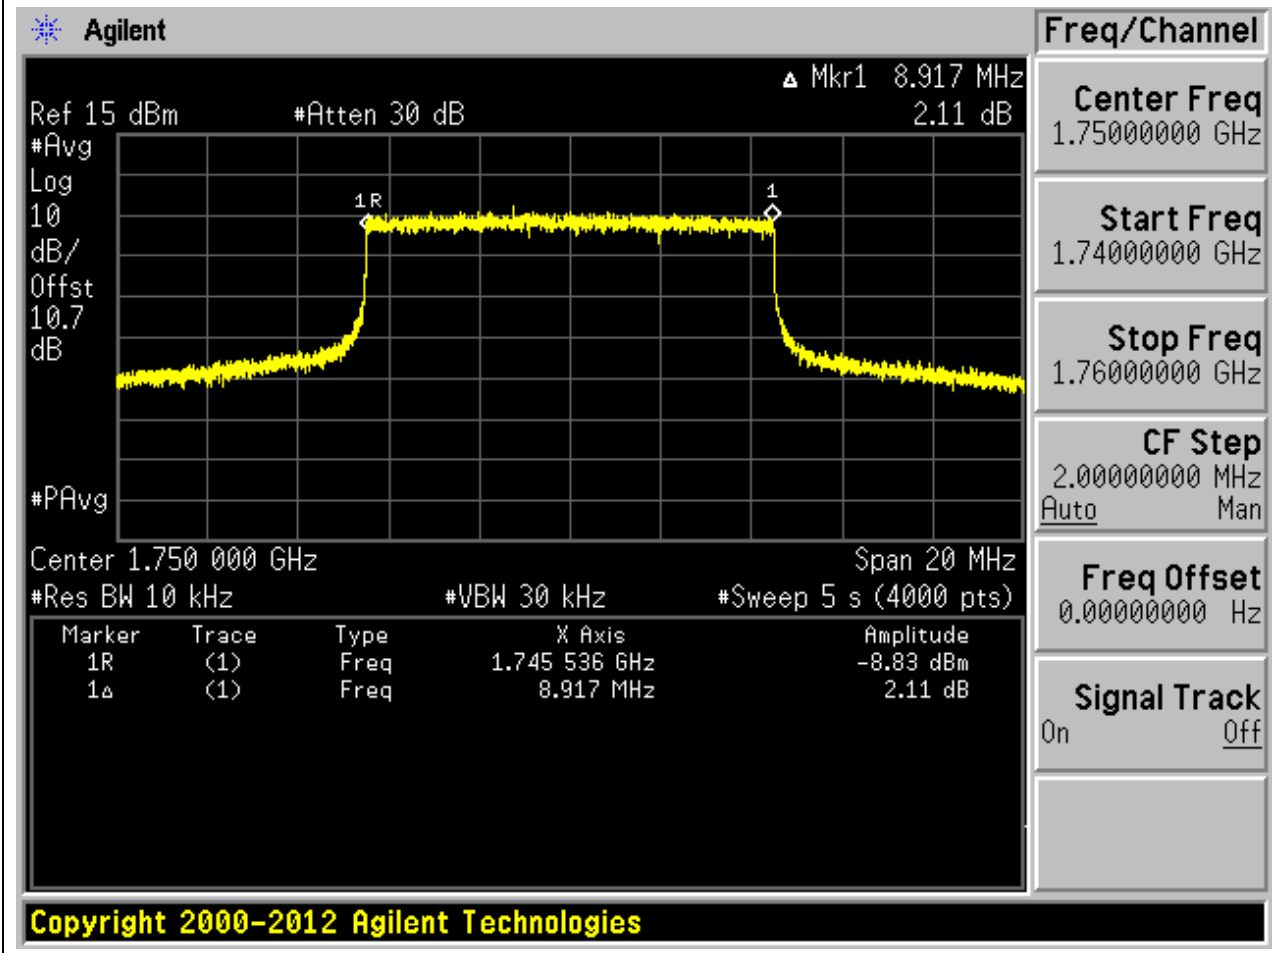 Agilent
Freq/Channel
▵ Mkr1 8.917 MHz
Ref 15 dBm #Atten 30 dB 2.11 dB
#Avg
Log
10
dB/
Offst
10.7
dB
1R
1
#PAvg
Center 1.750 000 GHz Span 20 MHz
#Res BW 10 kHz #VBW 30 kHz #Sweep 5 s (4000 pts)
Marker Trace Type X Axis Amplitude
1R (1) Freq 1.745 536 GHz -8.83 dBm
1▵ (1) Freq 8.917 MHz 2.11 dB
Center Freq
1.75000000 GHz
Start Freq
1.74000000 GHz
Stop Freq
1.76000000 GHz
CF Step
2.00000000 MHz
Auto Man
Freq Offset
0.00000000 Hz
Signal Track
On Off
Copyright 2000-2012 Agilent Technologies